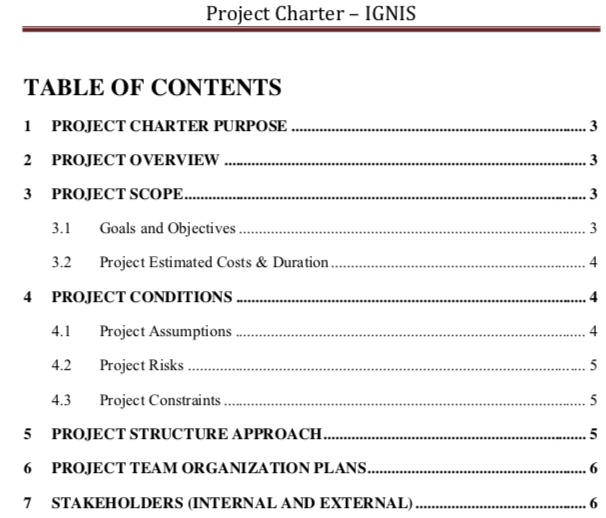 Project Charter – IGNIS
TABLE OF CONTENTS
1 PROJECT CHARTER PURPOSE ... 3
2 PROJECT OVERVIEW ... 3
3 PROJECT SCOPE ... 3
3.1 Goals and Objectives ... 3
3.2 Project Estimated Costs & Duration ... 4
4 PROJECT CONDITIONS ... 4
4.1 Project Assumptions ... 4
4.2 Project Risks ... 5
4.3 Project Constraints ... 5
5 PROJECT STRUCTURE APPROACH ... 5
6 PROJECT TEAM ORGANIZATION PLANS ... 6
7 STAKEHOLDERS (INTERNAL AND EXTERNAL) ... 6